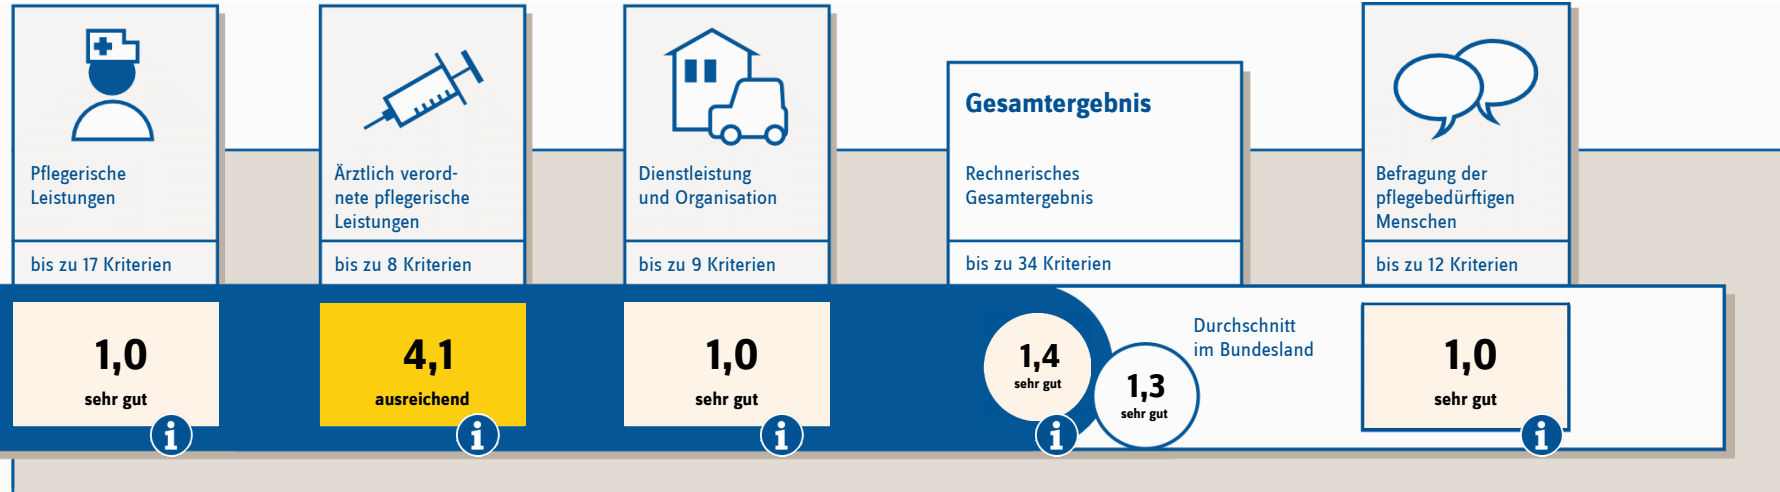 Pflegerische
Leistungen
bis zu 17 Kriterien
1,0
sehr gut
i
Ärztlich verord-
nete pflegerische
Leistungen
bis zu 8 Kriterien
4,1
ausreichend
i
Dienstleistung
und Organisation
bis zu 9 Kriterien
1,0
sehr gut
i
Gesamtergebnis
Rechnerisches
Gesamtergebnis
bis zu 34 Kriterien
1,4
sehr gut
i
Durchschnitt
im Bundesland
1,3
sehr gut
Befragung der
pflegebedürftigen
Menschen
bis zu 12 Kriterien
1,0
sehr gut
i